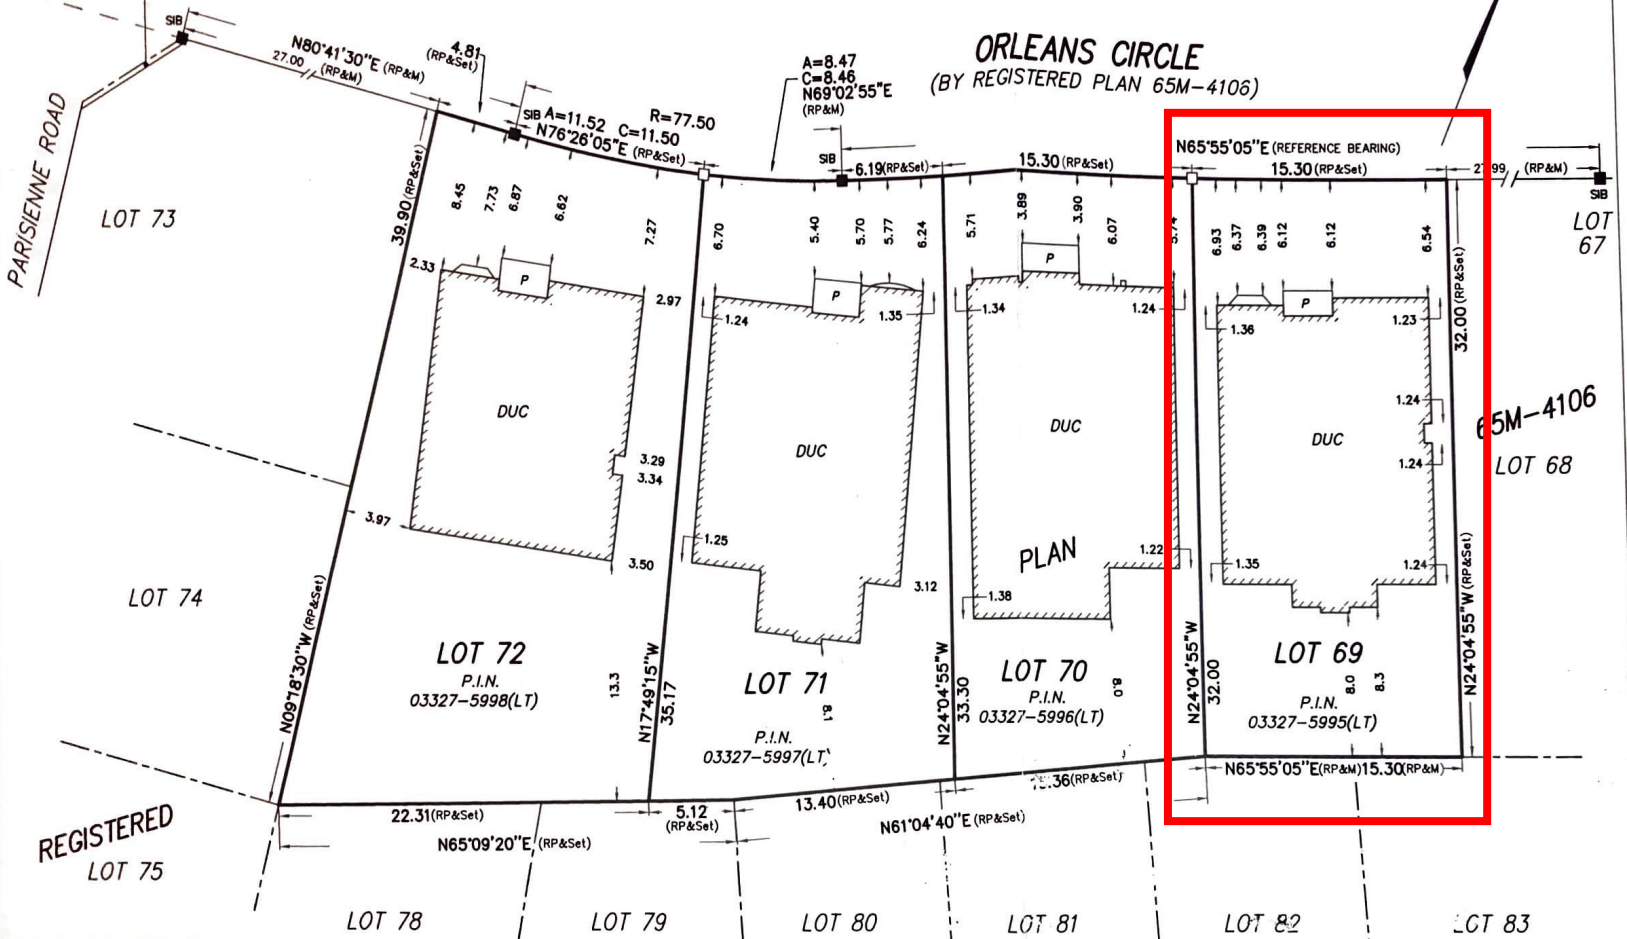 ORLEANS CIRCLE
(BY REGISTERED PLAN 65M-4106)
PARISIENNE ROAD
SIB
N80°41'30"E (RP&M)
27.00 (RP&M)
4.81
(RP&Set)
SIB
A=11.52 C=11.50
R=77.50
N76°26'05"E (RP&Set)
A=8.47
C=8.46
N69°02'55"E
(RP&M)
SIB
6.19(RP&Set)
15.30 (RP&Set)
N65°55'05"E (REFERENCE BEARING)
15.30 (RP&Set)
(RP&M)
SIB
LOT
67
LOT 73
39.90 (RP&Set)
8.45
7.73
6.87
6.62
7.27
6.70
5.40
5.70
5.77
6.24
5.71
3.89
3.90
6.07
5.74
6.93
6.37
6.39
6.12
6.12
6.54
32.00 (RP&Set)
2.33
P
2.97
1.24
P
1.35
1.34
P
1.24
1.36
P
1.23
DUC
DUC
DUC
DUC
1.24
1.24
65M-4106
LOT 68
3.29
3.34
3.97
3.50
1.25
3.12
PLAN
1.22
1.38
1.35
1.24
LOT 74
N09°18'30"W (RP&Set)
LOT 72
P.I.N.
03327-5998(LT)
13.3
N17°49'15"W
35.17
LOT 71
P.I.N.
03327-5997(LT)
8.1
N24°04'55"W
33.30
LOT 70
P.I.N.
03327-5996(LT)
8.0
N24°04'55"W
32.00
LOT 69
P.I.N.
03327-5995(LT)
8.0
8.3
N24°04'55"W (RP&Set)
N65°55'05"E(RP&M)15.30(RP&M)
22.31(RP&Set)
5.12
(RP&Set)
13.40(RP&Set)
.36(RP&Set)
N65°09'20"E (RP&Set)
N61°04'40"E (RP&Set)
REGISTERED
LOT 75
LOT 78
LOT 79
LOT 80
LOT 81
LOT 82
LOT 83